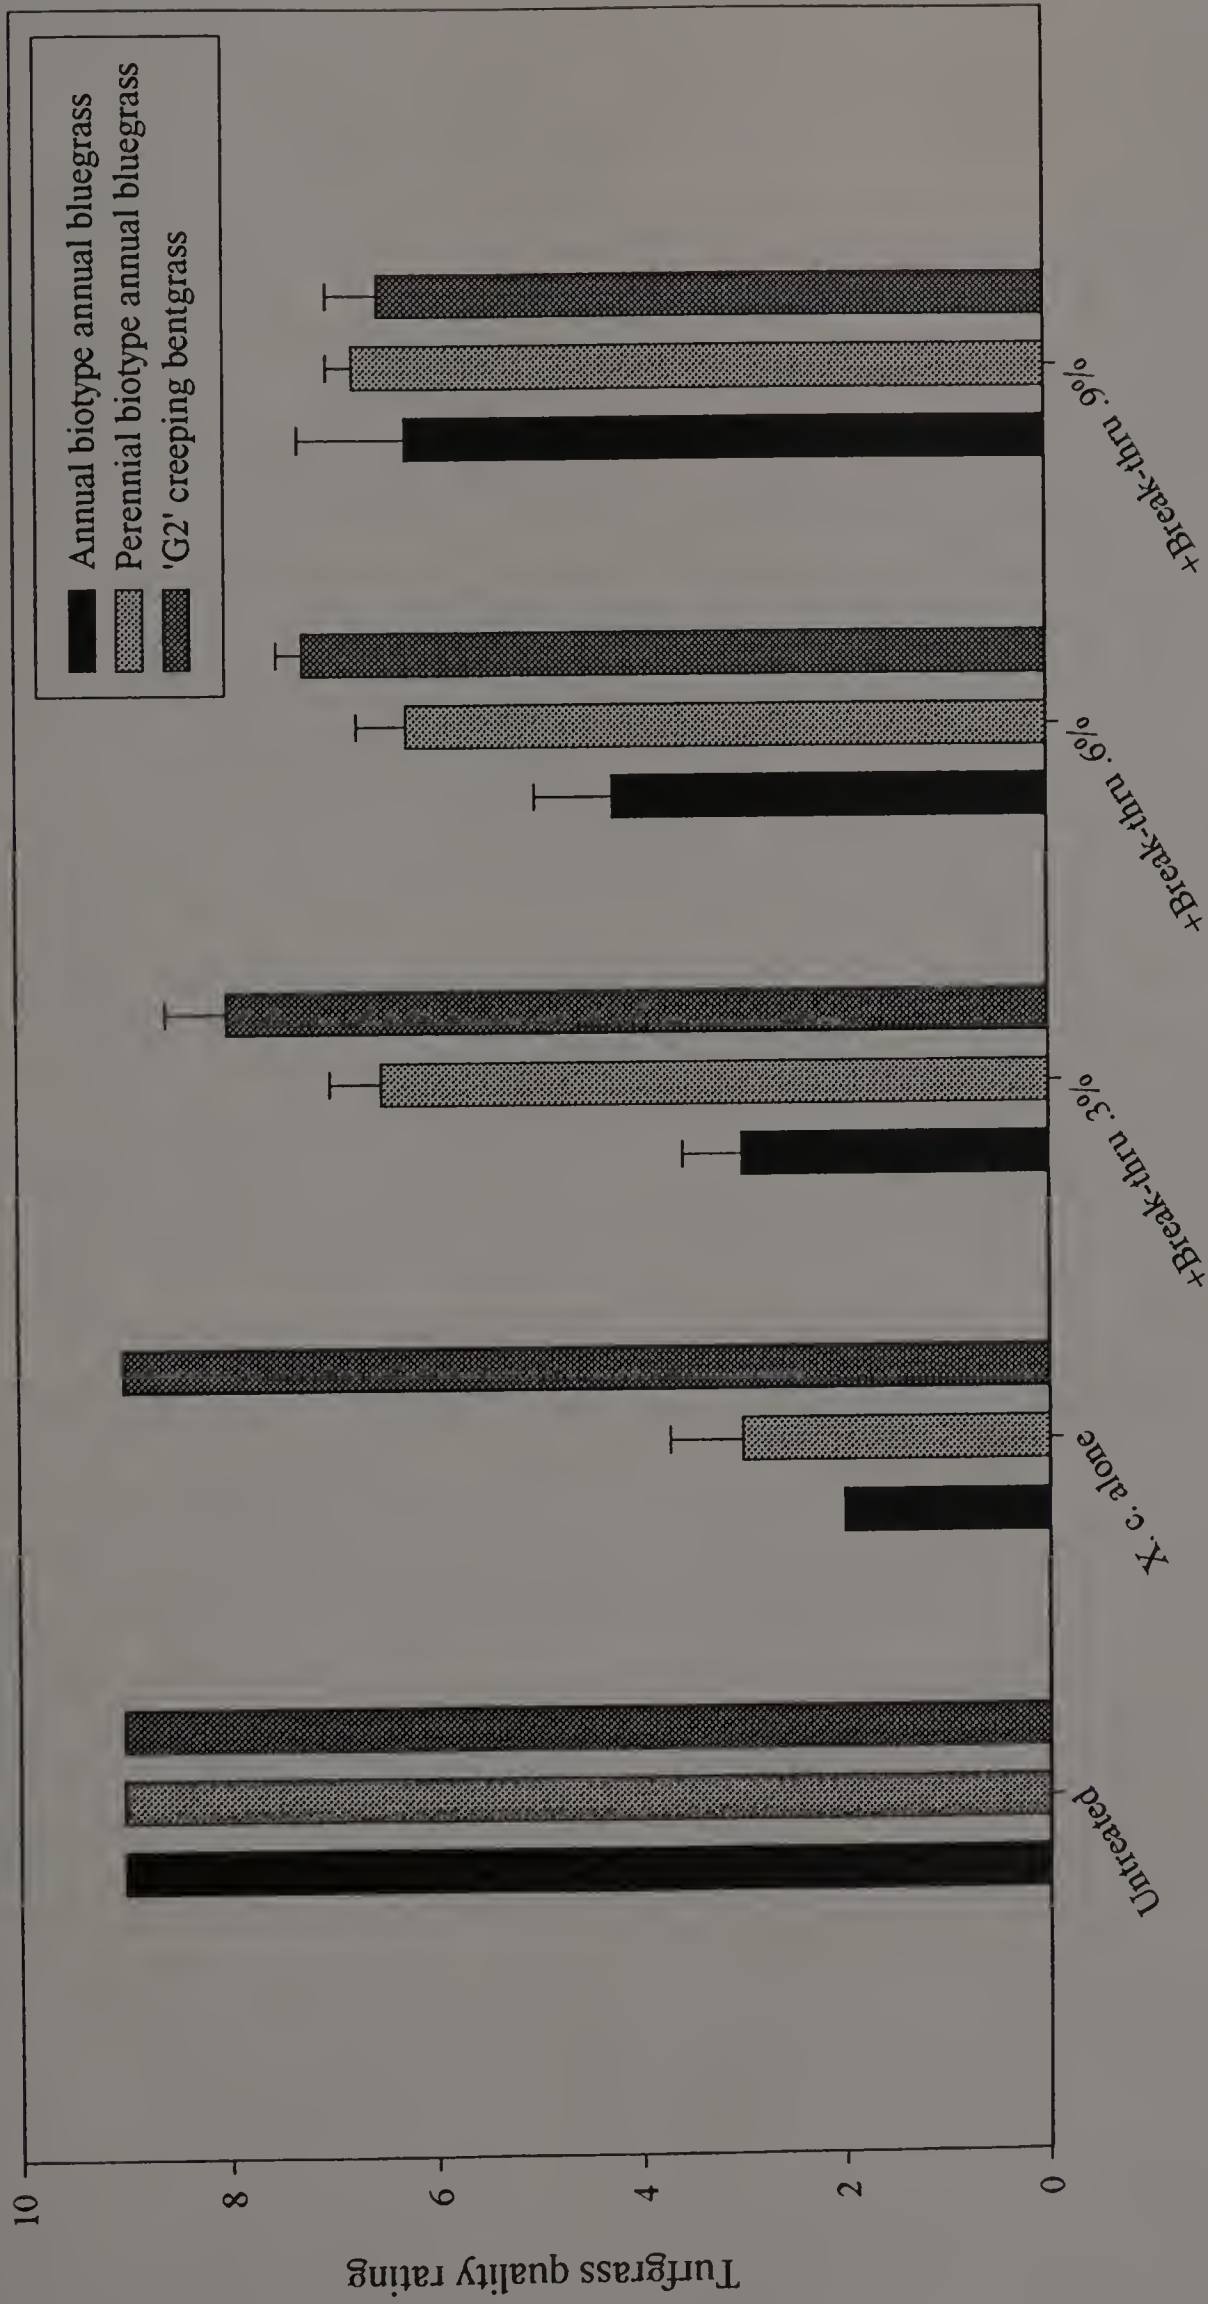 Annual biotype annual bluegrass
Perennial biotype annual bluegrass
'G2' creeping bentgrass
Turfgrass quality rating
10
8
6
4
2
0
Untreated
X. c. alone
+Break-thru .3%
+Break-thru .6%
+Break-thru .9%